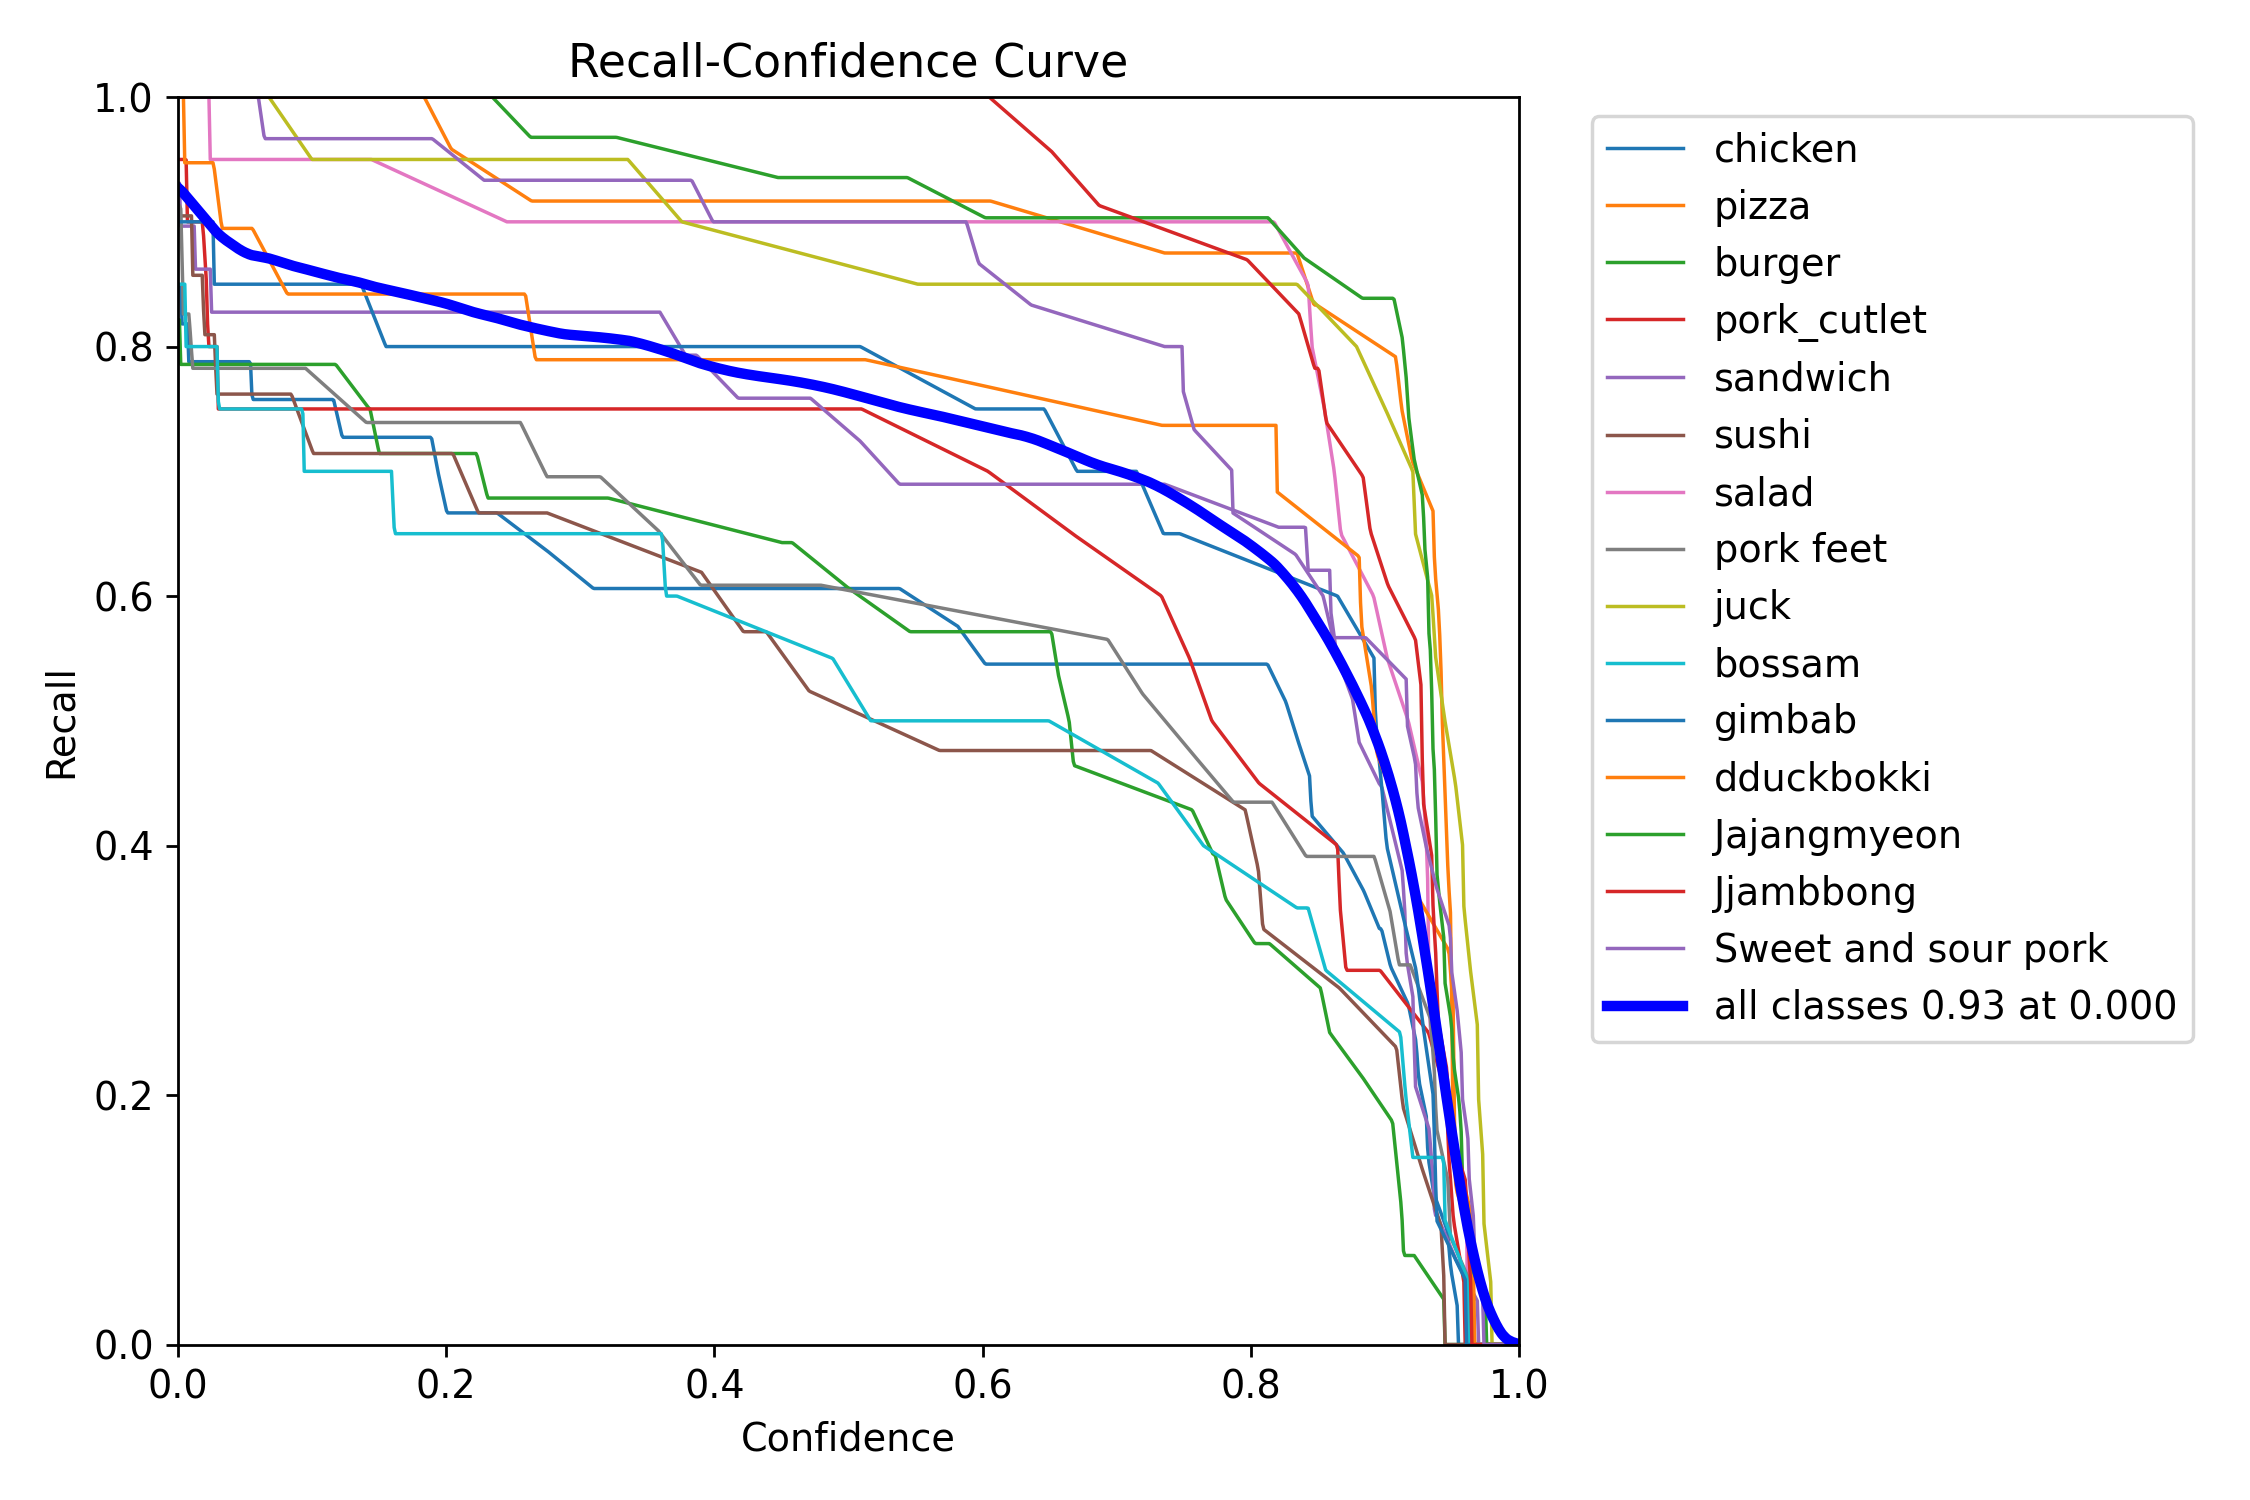 Recall-Confidence Curve
1.0
0.8
0.6
0.4
0.2
0.0
Recall
0.0 0.2 0.4 0.6 0.8 1.0
Confidence
chicken
pizza
burger
pork_cutlet
sandwich
sushi
salad
pork feet
juck
bossam
gimbab
dduckbokki
Jajangmyeon
Jjambbong
Sweet and sour pork
all classes 0.93 at 0.000